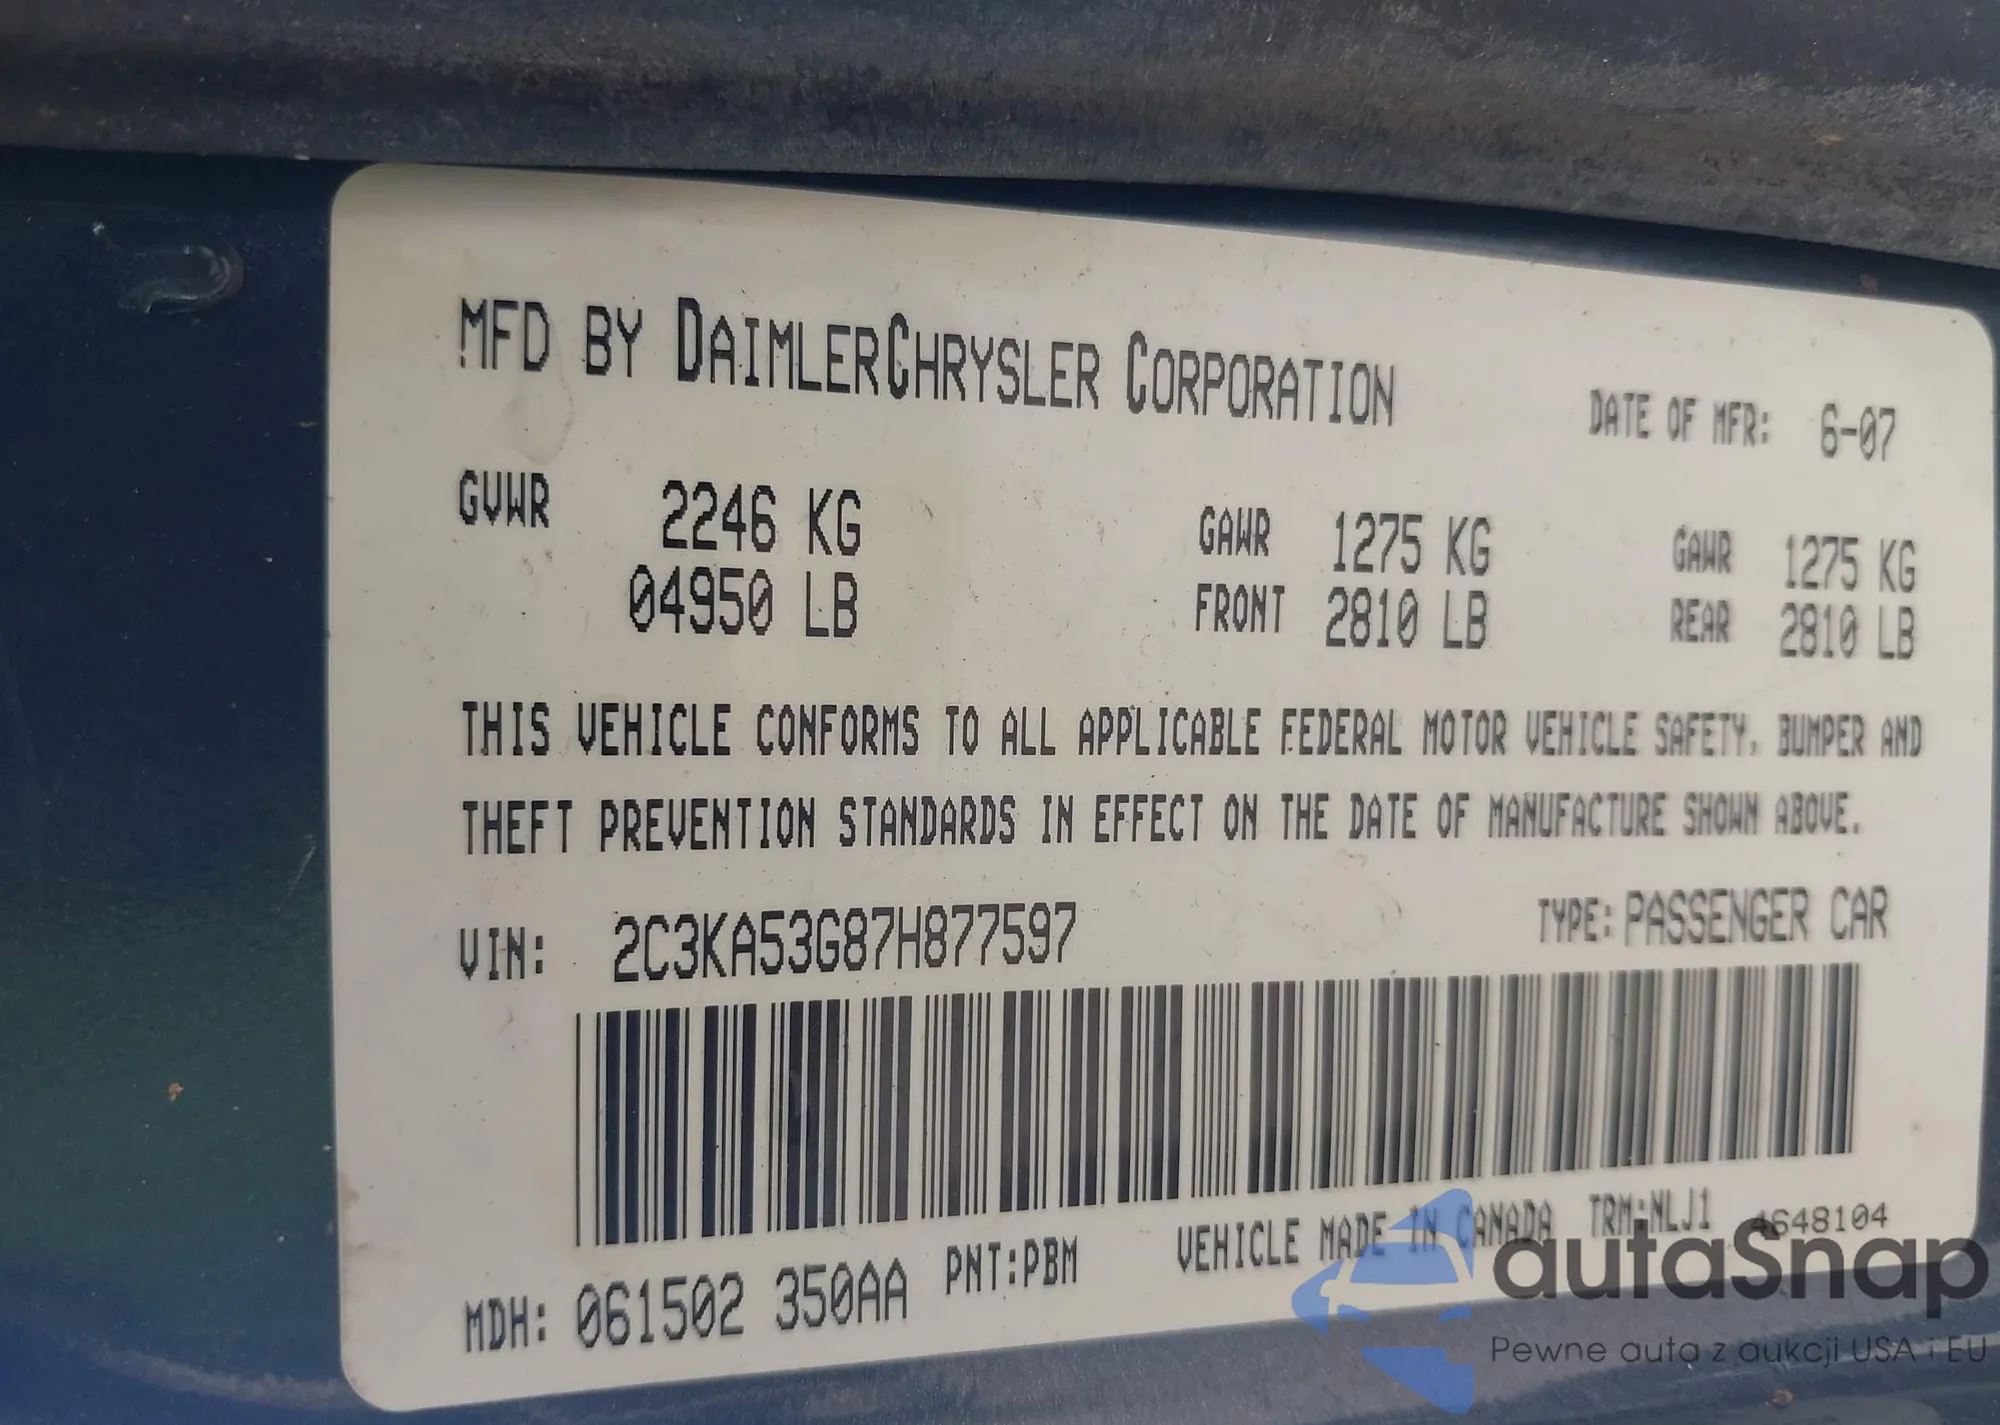 MFD BY DAIMLERCHRYSLER CORPORATION
DATE OF MFR: 6-07
GVWR 2246 KG
04950 LB
GAWR 1275 KG
FRONT 2810 LB
GAWR 1275 KG
REAR 2810 LB
THIS VEHICLE CONFORMS TO ALL APPLICABLE FEDERAL MOTOR VEHICLE SAFETY, BUMPER AND
THEFT PREVENTION STANDARDS IN EFFECT ON THE DATE OF MANUFACTURE SHOWN ABOVE.
VIN: 2C3KA53G87H877597
TYPE: PASSENGER CAR
MDH: 061502 350AA PNT:PBM VEHICLE MADE IN CANADA TRM:NLJ1 4648104
autaSnap
Pewne auta z aukcji USA i EU